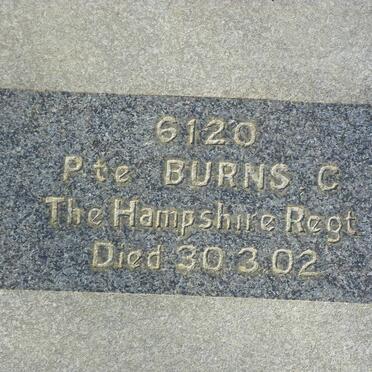 6120
Pte BURNS C
The Hampshire Regt
Died 30.3.02